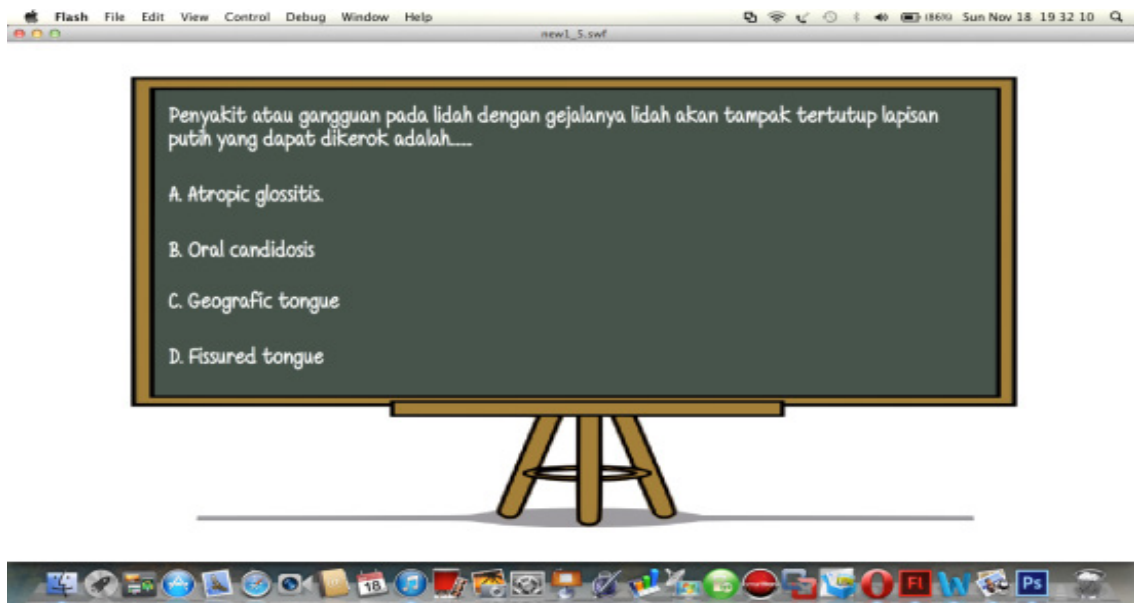 Flash File Edit View Control Debug Window Help (86%) Sun Nov 18 19 32 10
new1_5.swf
Penyakit atau gangguan pada lidah dengan gejalanya lidah akan tampak tertutup lapisan
putih yang dapat dikerok adalah....
A. Atropic glossitis.
B. Oral candidosis
C. Geografic tongue
D. Fissured tongue
18
FL
Ps